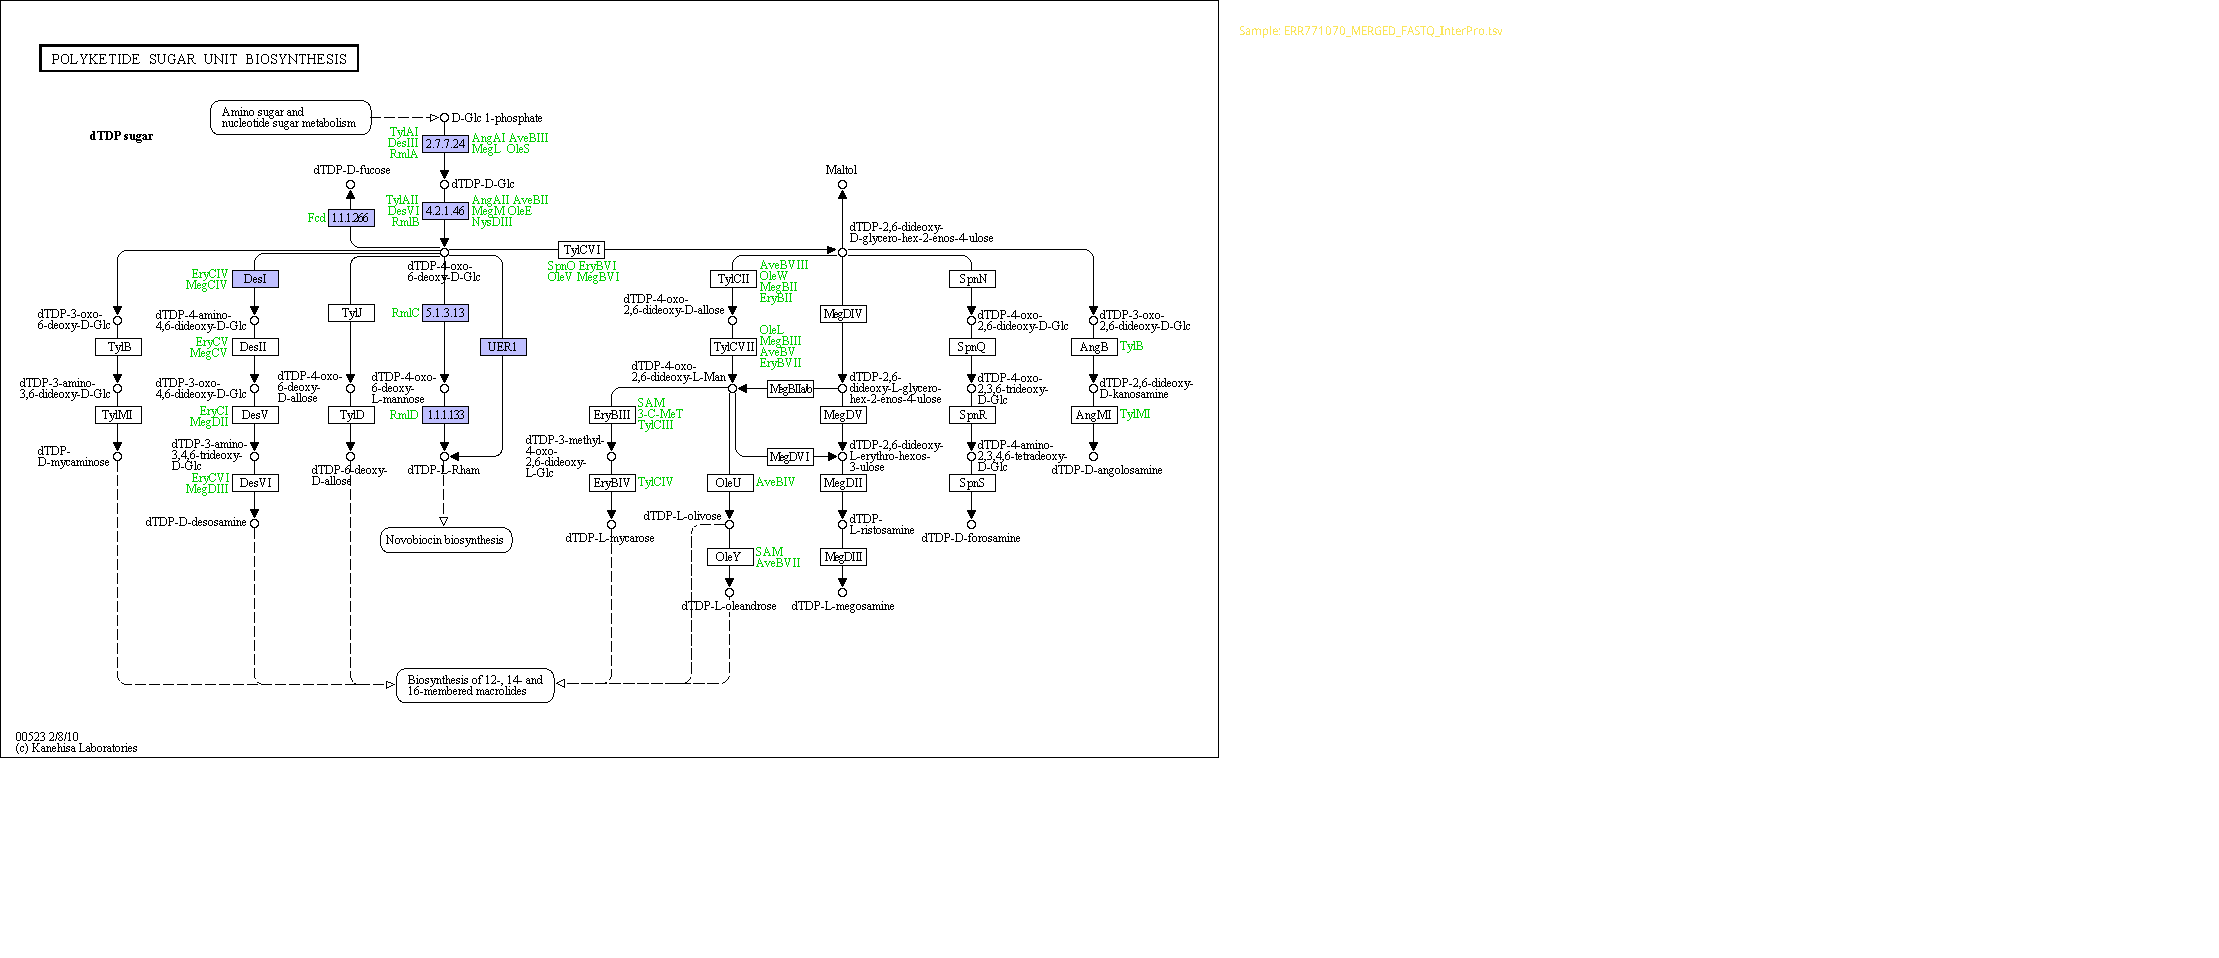 Sample: ERR771070_MERGED_FASTQ_InterPro.tsv
POLYKETIDE SUGAR UNIT BIOSYNTHESIS
Amino sugar and
nucleotide sugar metabolism
D-Glc 1-phosphate
dTDP sugar
TylAI
DesIII
RmlA
2.7.7.24
AngAI AveBIII
MegL OleS
dTDP-D-fucose
dTDP-D-Glc
Maltol
TylAII
DesVI
RmlB
4.2.1.46
AngAII AveBII
MegM OleE
NysDIII
Fcd
1.1.1.266
dTDP-2,6-dideoxy-
D-glycero-hex-2-enos-4-ulose
TylCVI
SpnO EryBVI
OleV MegBVI
dTDP-4-oxo-
6-deoxy-D-Glc
EryCIV
MegCIV
DesI
TylCII
AveBVIII
OleW
MegBII
EryBII
SpnN
dTDP-3-oxo-
6-deoxy-D-Glc
dTDP-4-amino-
4,6-dideoxy-D-Glc
TylJ
RmlC
5.1.3.13
dTDP-4-oxo-
2,6-dideoxy-D-allose
MegDIV
dTDP-4-oxo-
2,6-dideoxy-D-Glc
dTDP-3-oxo-
2,6-dideoxy-D-Glc
TylB
EryCV
MegCV
DesII
UER1
TylCVII
OleL
MegBIII
AveBV
EryBVII
SpnQ
AngB
TylB
dTDP-3-amino-
3,6-dideoxy-D-Glc
dTDP-3-oxo-
4,6-dideoxy-D-Glc
dTDP-4-oxo-
6-deoxy-
D-allose
dTDP-4-oxo-
6-deoxy-
L-mannose
dTDP-4-oxo-
2,6-dideoxy-L-Man
MegBIIa/b
dTDP-2,6-
dideoxy-L-glycero-
hex-2-enos-4-ulose
dTDP-4-oxo-
2,3,6-trideoxy-
D-Glc
dTDP-2,6-dideoxy-
D-kanosamine
TylMI
EryCI
MegDII
DesV
TylD
RmlD
1.1.1.133
EryBIII
SAM
3-C-MeT
TylCIII
MegDV
SpnR
AngMI
TylMI
dTDP-
D-mycaminose
dTDP-3-amino-
3,4,6-trideoxy-
D-Glc
dTDP-6-deoxy-
D-allose
dTDP-L-Rham
dTDP-3-methyl-
4-oxo-
2,6-dideoxy-
L-Glc
MegDVI
dTDP-2,6-dideoxy-
L-erythro-hexos-
3-ulose
dTDP-4-amino-
2,3,4,6-tetradeoxy-
D-Glc
dTDP-D-angolosamine
EryCVI
MegDIII
DesVI
EryBIV
TylCIV
OleU
AveBIV
MegDII
SpnS
dTDP-D-desosamine
Novobiocin biosynthesis
dTDP-L-mycarose
dTDP-L-olivose
dTDP-
L-ristosamine
dTDP-D-forosamine
OleY
SAM
AveBVII
MegDIII
dTDP-L-oleandrose
dTDP-L-megosamine
Biosynthesis of 12-, 14- and
16-membered macrolides
00523 2/8/10
(c) Kanehisa Laboratories